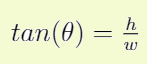 tan(θ) = h/w